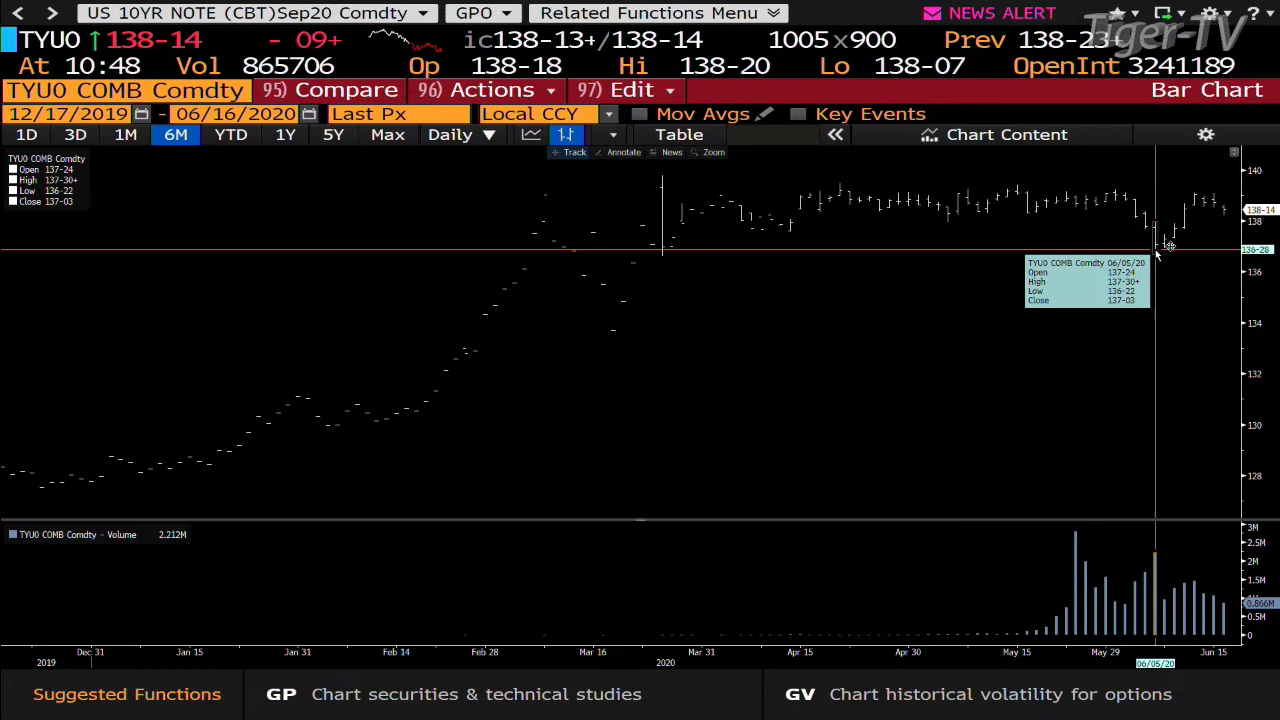 US 10YR NOTE (CBT)Sep20 Comdty GPO Related Functions Menu NEWS ALERT ?
TYU0 138-14 - 09+ ic138-13+/138-14 1005x900 Prev 138-23+
Tiger-TV
At 10:48 Vol 865706 Op 138-18 Hi 138-20 Lo 138-07 OpenInt 3241189
TYU0 COMB Comdty 95) Compare 96) Actions 97) Edit Bar Chart
12/17/2019 - 06/16/2020 Last Px Local CCY Mov Avgs Key Events
1D 3D 1M 6M YTD 1Y 5Y Max Daily Table Chart Content
Track Annotate News Zoom
TYU0 COMB Comdty
Open 137-24
High 137-30+
Low 136-22
Close 137-03
140
138-14
138
136-28
136
134
132
130
128
TYU0 COMB Comdty 06/05/20
Open 137-24
High 137-30+
Low 136-22
Close 137-03
TYU0 COMB Comdty - Volume 2.212M
3M
2.5M
2M
1.5M
0.866M
0.5M
0
Dec 31 Jan 15 Jan 31 Feb 14 Feb 28 Mar 16 Mar 31 Apr 15 Apr 30 May 15 May 29 Jun 15
2019 2020 06/05/20
Suggested Functions GP Chart securities & technical studies GV Chart historical volatility for options